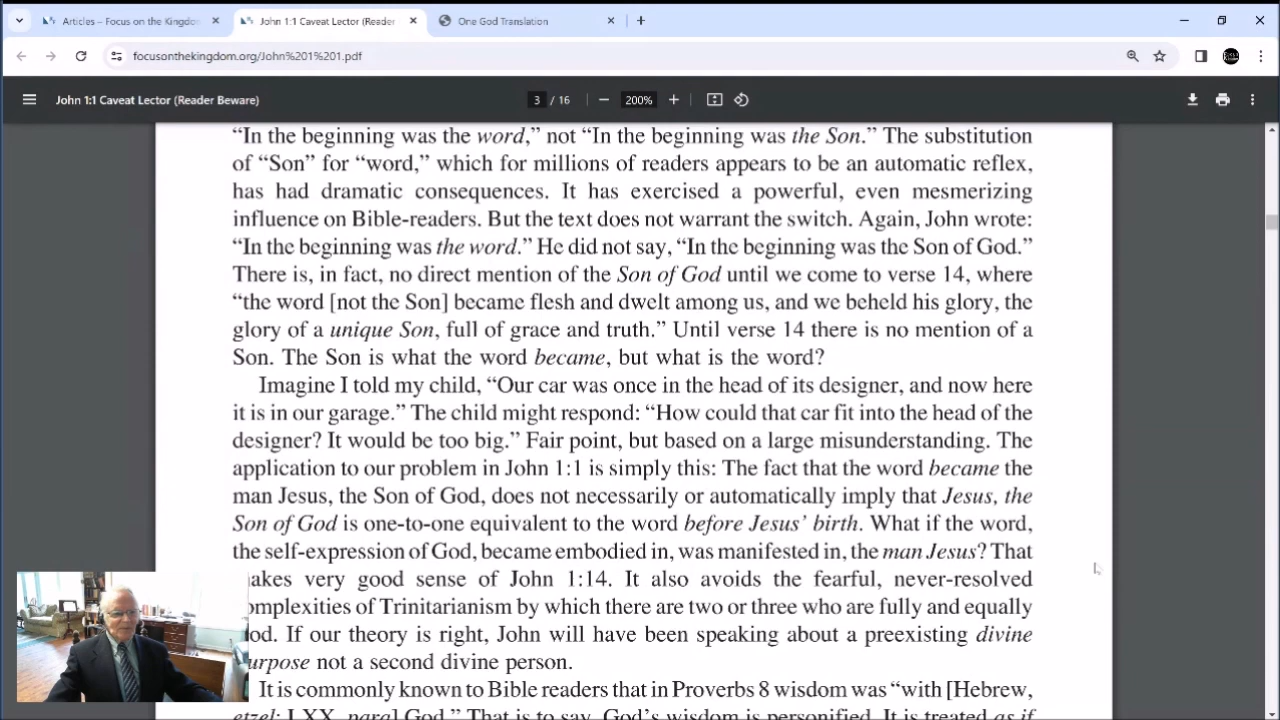 Articles – Focus on the Kingdo
John 1:1 Caveat Lector (Reader
One God Translation
focusonthekingdom.org/John%201%201.pdf
John 1:1 Caveat Lector (Reader Beware)
3 / 16
200%
“In the beginning was the word,” not “In the beginning was the Son.” The substitution
of “Son” for “word,” which for millions of readers appears to be an automatic reflex,
has had dramatic consequences. It has exercised a powerful, even mesmerizing
influence on Bible-readers. But the text does not warrant the switch. Again, John wrote:
“In the beginning was the word.” He did not say, “In the beginning was the Son of God.”
There is, in fact, no direct mention of the Son of God until we come to verse 14, where
“the word [not the Son] became flesh and dwelt among us, and we beheld his glory, the
glory of a unique Son, full of grace and truth.” Until verse 14 there is no mention of a
Son. The Son is what the word became, but what is the word?
Imagine I told my child, “Our car was once in the head of its designer, and now here
it is in our garage.” The child might respond: “How could that car fit into the head of the
designer? It would be too big.” Fair point, but based on a large misunderstanding. The
application to our problem in John 1:1 is simply this: The fact that the word became the
man Jesus, the Son of God, does not necessarily or automatically imply that Jesus, the
Son of God is one-to-one equivalent to the word before Jesus’ birth. What if the word,
the self-expression of God, became embodied in, was manifested in, the man Jesus? That
akes very good sense of John 1:14. It also avoids the fearful, never-resolved
omplexities of Trinitarianism by which there are two or three who are fully and equally
od. If our theory is right, John will have been speaking about a preexisting divine
urpose not a second divine person.
It is commonly known to Bible readers that in Proverbs 8 wisdom was “with [Hebrew,
etzel; LXX, para] God.” That is to say, God’s wisdom is personified. It is treated as if